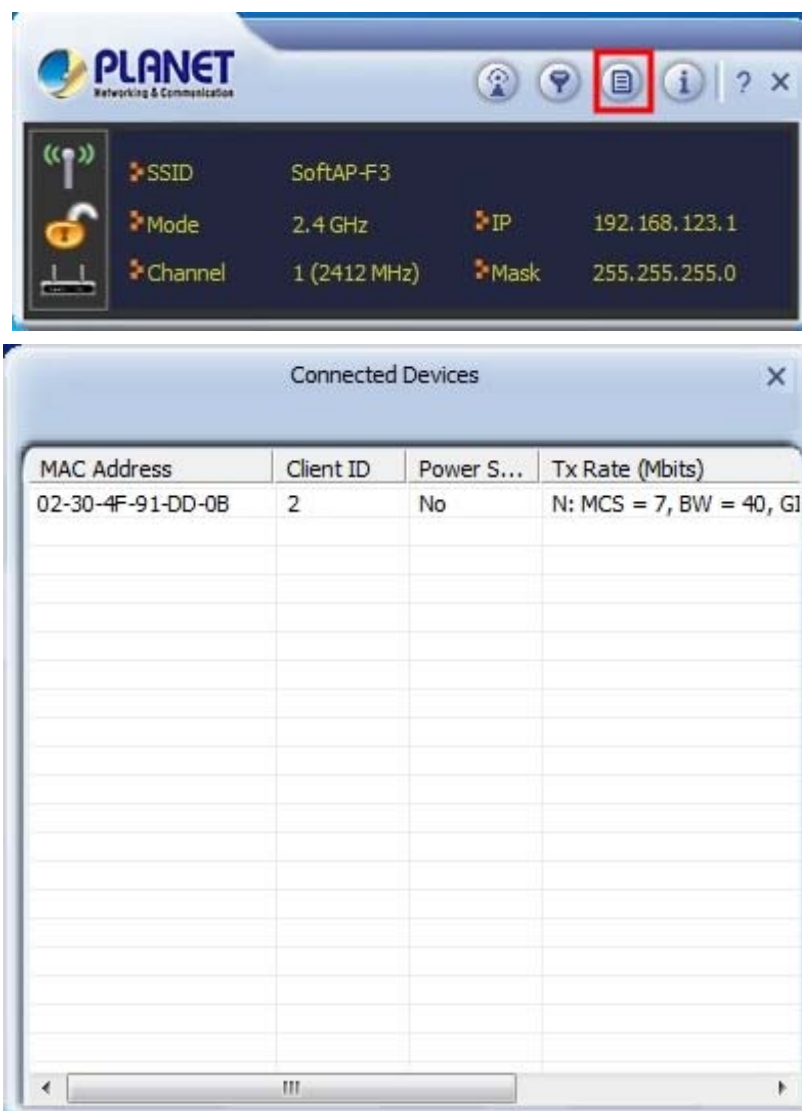 PLANET
Networking & Communication
i ? ×
SSID SoftAP-F3
Mode 2.4 GHz IP 192.168.123.1
Channel 1 (2412 MHz) Mask 255.255.255.0
Connected Devices ×
MAC Address Client ID Power S... Tx Rate (Mbits)
02-30-4F-91-DD-0B 2 No N: MCS = 7, BW = 40, GI